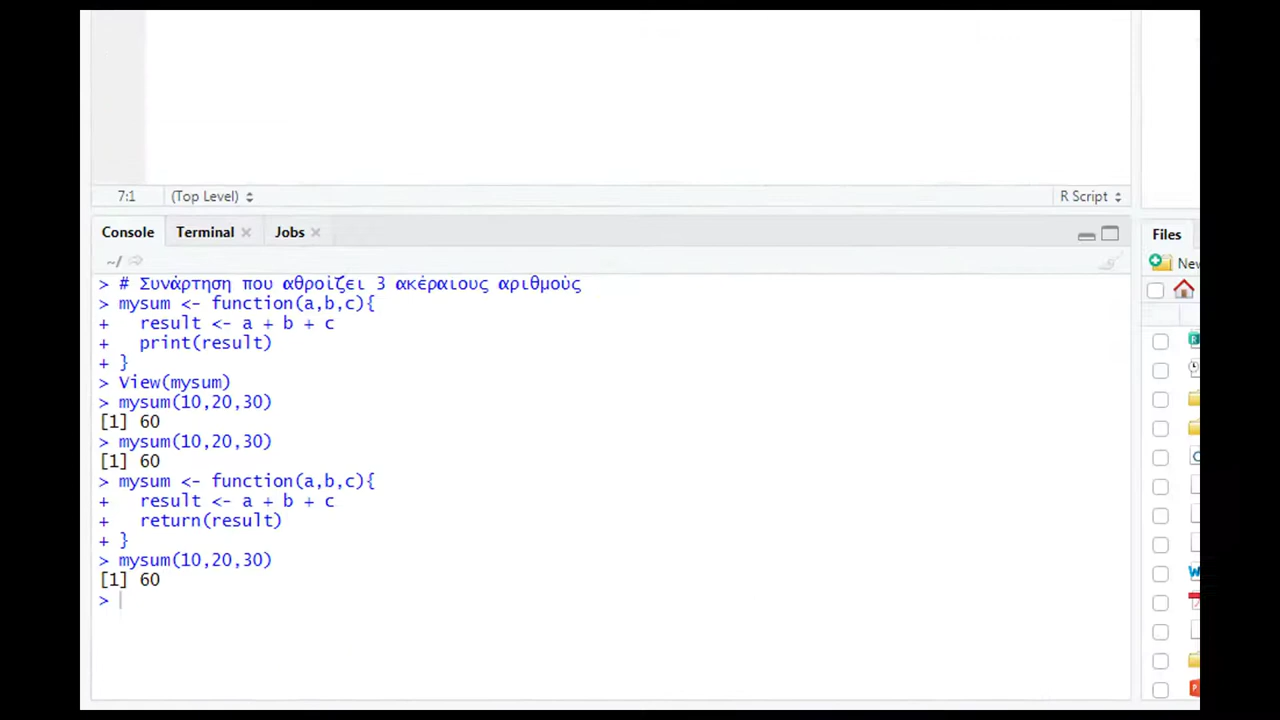 7:1 (Top Level) R Script
Console Terminal Jobs
Files
~/
New
> # Συνάρτηση που αθροίζει 3 ακέραιους αριθμούς
> mysum <- function(a,b,c){
+   result <- a + b + c
+   print(result)
+ }
> View(mysum)
> mysum(10,20,30)
[1] 60
> mysum(10,20,30)
[1] 60
> mysum <- function(a,b,c){
+   result <- a + b + c
+   return(result)
+ }
> mysum(10,20,30)
[1] 60
>